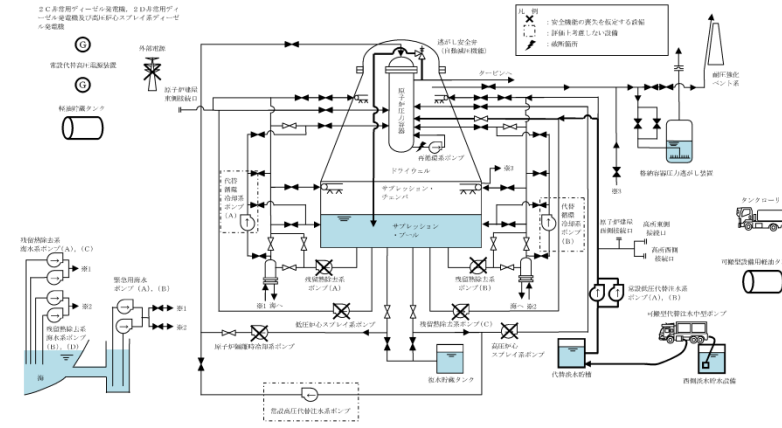 2C非常用ディーゼル発電機、2D非常用ディ
ーゼル発電機及び高圧炉心スプレイ系ディーゼ
ル発電機
G
常設代替高圧電源装置
G
軽油貯蔵タンク
外部電源
原子炉建屋
東側接続口
逃がし安全弁
(自動減圧機能)
凡 例
:安全機能の喪失を仮定する設備
:評価上考慮しない設備
:破断箇所
タービンへ
耐圧強化
ベント系
格納容器圧力逃がし装置
※3
原子炉圧力容器
再循環系ポンプ
ドライウェル
※3
サプレッション・
チェンバ
サプレッション・
プール
代替
循環
冷却系
ポンプ
(A)
代替
循環
冷却系
ポンプ
(B)
原子炉建屋
西側接続口
高所東側
接続口
高所西側
接続口
タンクローリ
可搬型設備用軽油タ
残留熱除去系
海水ポンプ(A),(C)
※1
※2
残留熱除去系
海水系ポンプ
(B),(D)
海
緊急用海水
ポンプ(A),(B)
※1
※2
残留熱除去系
ポンプ(A)
※1 海へ
残留熱除去系
ポンプ(B)
海へ ※2
低圧炉心スプレイ系ポンプ
残留熱除去系ポンプ(C)
原子炉隔離時冷却系ポンプ
高圧炉心
スプレイ系ポンプ
復水貯蔵タンク
常設高圧代替注水系ポンプ
常設低圧代替注水系
ポンプ(A),(B)
可搬型代替注水中型ポンプ
代替淡水貯槽
西側淡水貯水設備